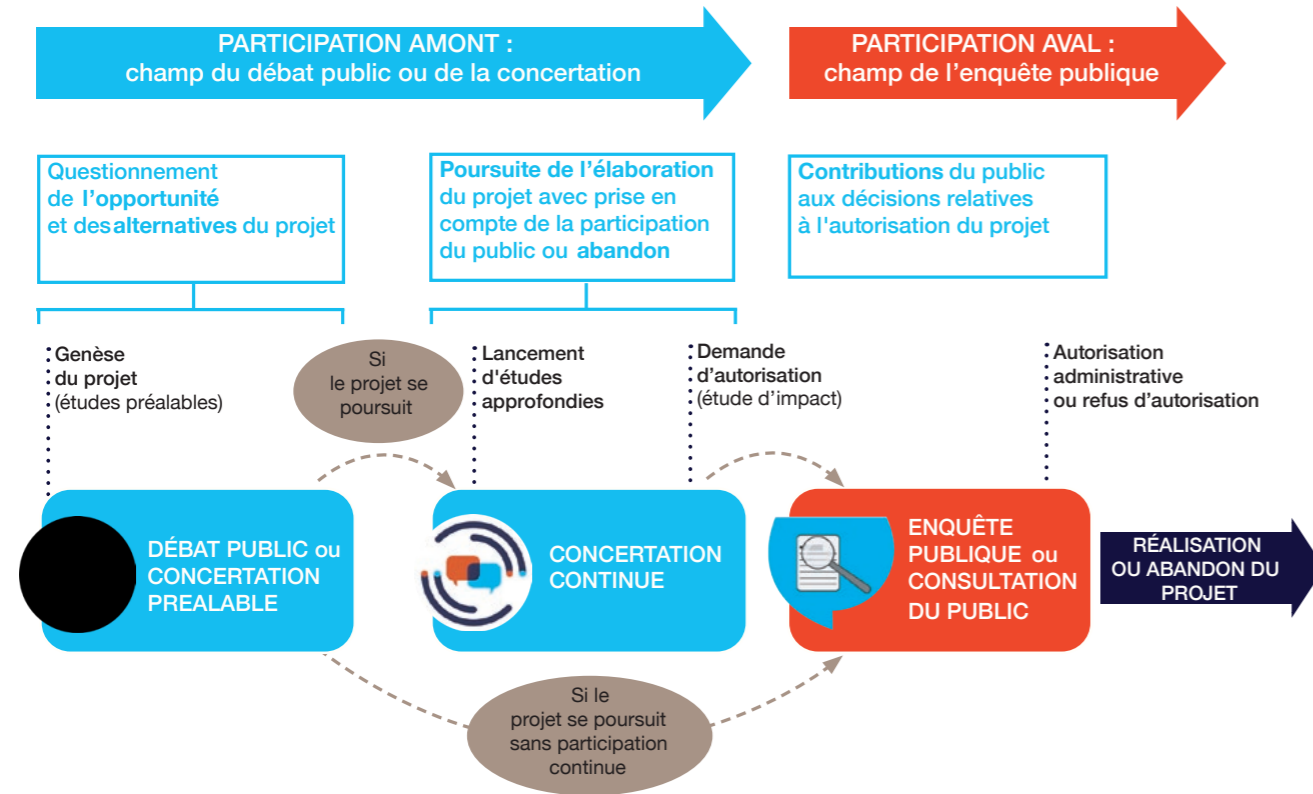 PARTICIPATION AMONT :
champ du débat public ou de la concertation
PARTICIPATION AVAL :
champ de l'enquête publique
Questionnement
de l'opportunité
et des alternatives du projet
Poursuite de l'élaboration
du projet avec prise en
compte de la participation
du public ou abandon
Contributions du public
aux décisions relatives
à l'autorisation du projet
Genèse
du projet
(études préalables)
Si
le projet se
poursuit
Lancement
d'études
approfondies
Demande
d'autorisation
(étude d'impact)
Autorisation
administrative
ou refus d'autorisation
DÉBAT PUBLIC ou
CONCERTATION
PREALABLE
CONCERTATION
CONTINUE
ENQUÊTE
PUBLIQUE ou
CONSULTATION
DU PUBLIC
RÉALISATION
OU ABANDON DU
PROJET
Si le
projet se poursuit
sans participation
continue